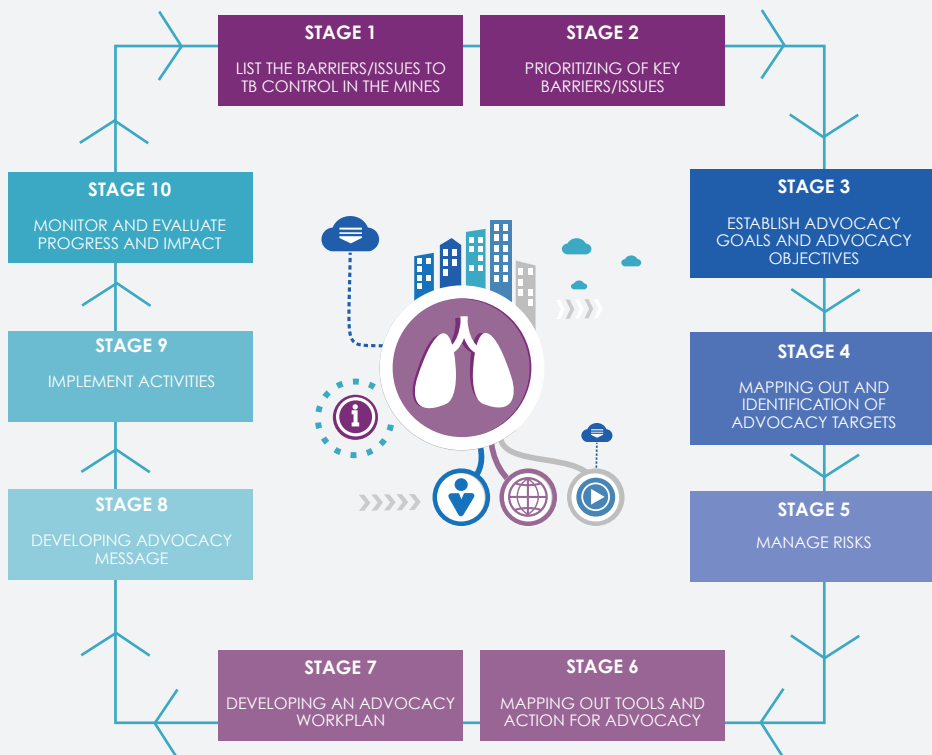 STAGE 1
LIST THE BARRIERS/ISSUES TO
TB CONTROL IN THE MINES
STAGE 2
PRIORITIZING OF KEY
BARRIERS/ISSUES
STAGE 3
ESTABLISH ADVOCACY
GOALS AND ADVOCACY
OBJECTIVES
STAGE 4
MAPPING OUT AND
IDENTIFICATION OF
ADVOCACY TARGETS
STAGE 5
MANAGE RISKS
STAGE 6
MAPPING OUT TOOLS AND
ACTION FOR ADVOCACY
STAGE 7
DEVELOPING AN ADVOCACY
WORKPLAN
STAGE 8
DEVELOPING ADVOCACY
MESSAGE
STAGE 9
IMPLEMENT ACTIVITIES
STAGE 10
MONITOR AND EVALUATE
PROGRESS AND IMPACT
i